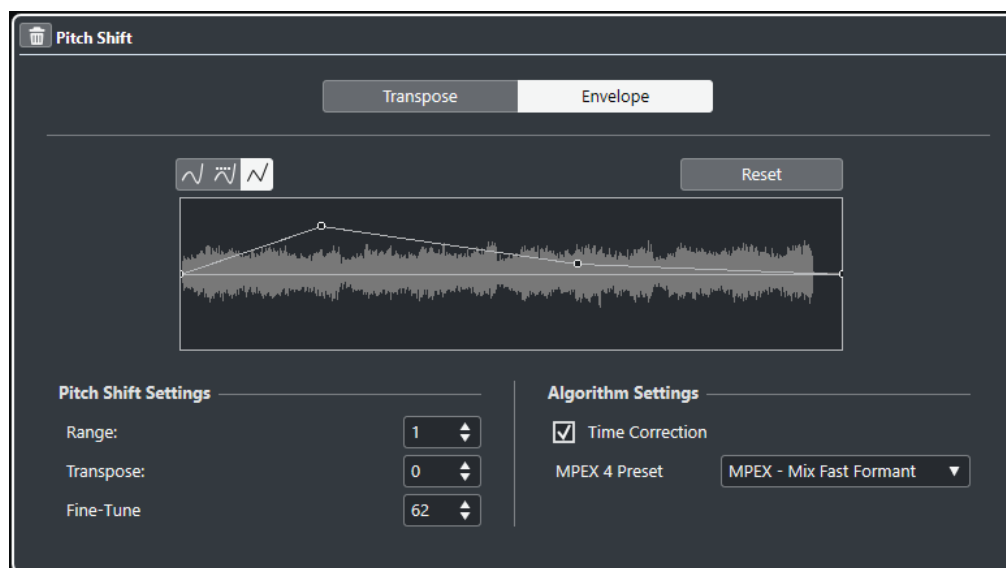 Pitch Shift
Transpose Envelope
Reset
Pitch Shift Settings
Range: 1
Transpose: 0
Fine-Tune 62
Algorithm Settings
Time Correction
MPEX 4 Preset MPEX - Mix Fast Formant